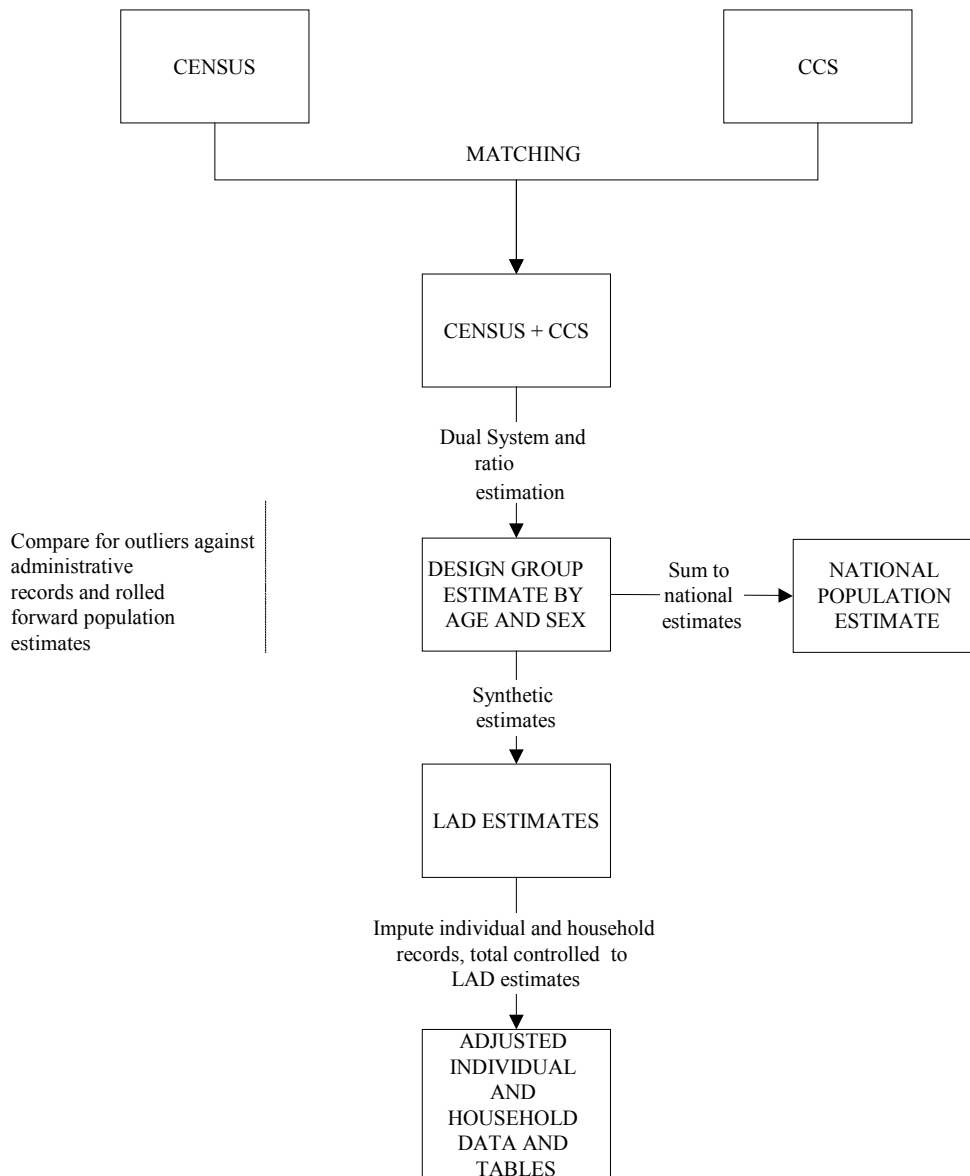 CENSUS
CCS
MATCHING
CENSUS + CCS
Dual System and
ratio
estimation
Compare for outliers against
administrative
records and rolled
forward population
estimates
DESIGN GROUP
ESTIMATE BY
AGE AND SEX
Sum to
national
estimates
NATIONAL
POPULATION
ESTIMATE
Synthetic
estimates
LAD ESTIMATES
Impute individual and household
records, total controlled to
LAD estimates
ADJUSTED
INDIVIDUAL
AND
HOUSEHOLD
DATA AND
TABLES